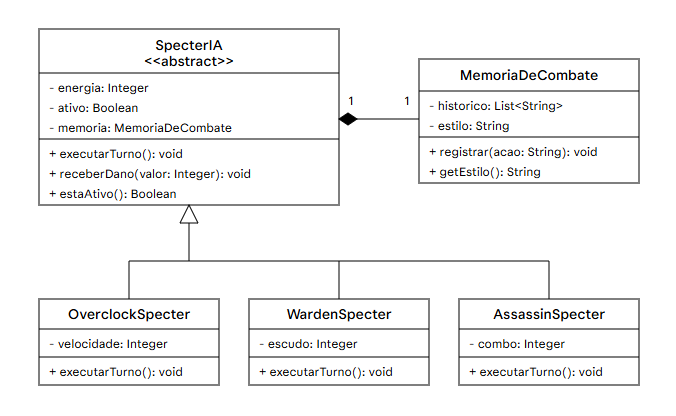 SpecterIA
<<abstract>>
- energia: Integer
- ativo: Boolean
- memoria: MemoriaDeCombate
+ executarTurno(): void
+ receberDano(valor: Integer): void
+ estaAtivo(): Boolean
1
1
MemoriaDeCombate
- historico: List<String>
- estilo: String
+ registrar(acao: String): void
+ getEstilo(): String
OverclockSpecter
- velocidade: Integer
+ executarTurno(): void
WardenSpecter
- escudo: Integer
+ executarTurno(): void
AssassinSpecter
- combo: Integer
+ executarTurno(): void